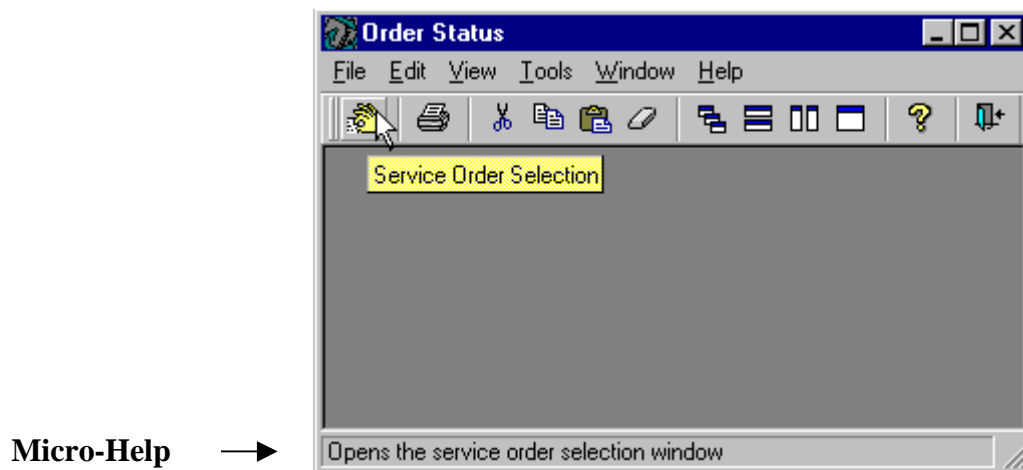 Order Status
File Edit View Tools Window Help
Service Order Selection
Micro-Help
Opens the service order selection window